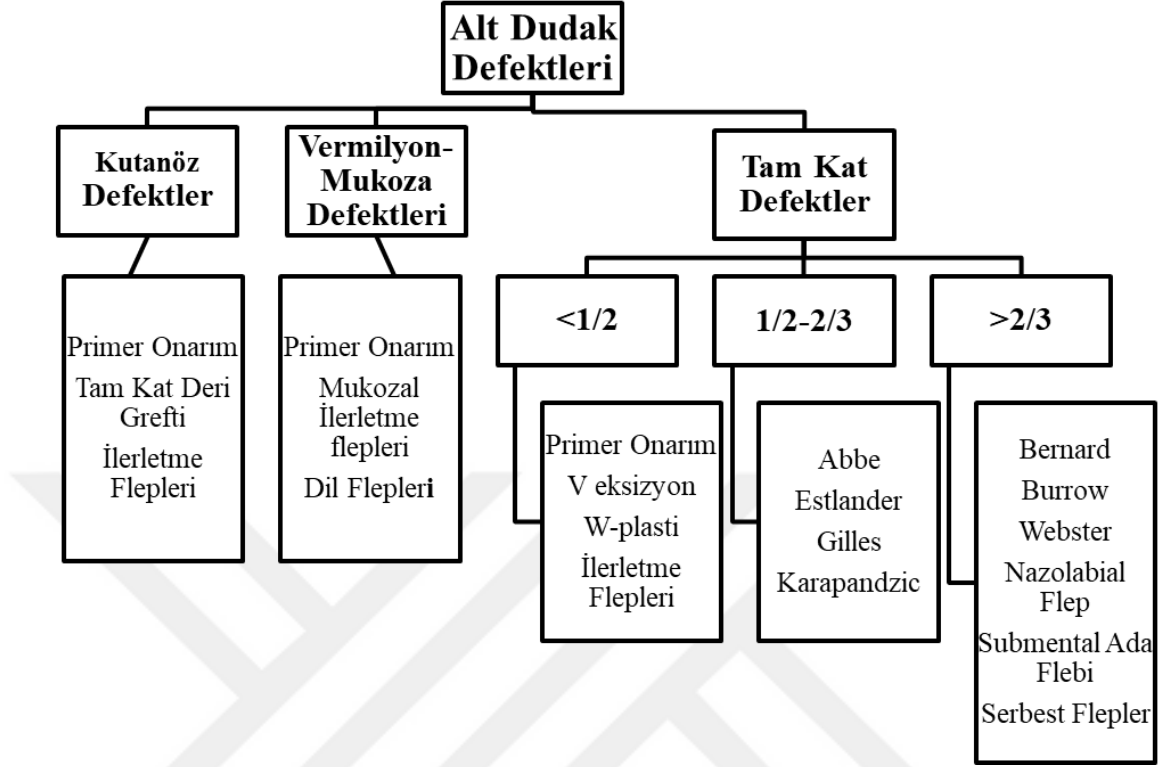 Alt Dudak
Defektleri
Kutanöz
Defektler
Vermilyon-
Mukoza
Defektleri
Tam Kat
Defektler
Primer Onarım
Tam Kat Deri
Grefti
İlerletme
Flepleri
Primer Onarım
Mukozal
İlerletme
flepleri
Dil Flepleri
<1/2
1/2-2/3
>2/3
Primer Onarım
V eksizyon
W-plasti
İlerletme
Flepleri
Abbe
Estlander
Gilles
Karapandzic
Bernard
Burrow
Webster
Nazolabial
Flep
Submental Ada
Flebi
Serbest Flepler